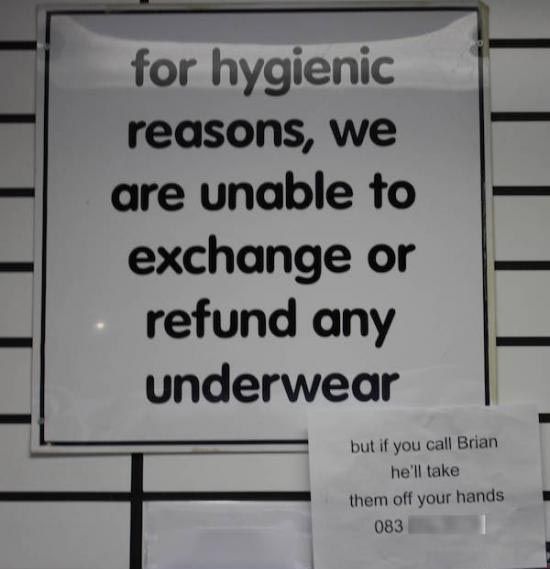 for hygienic
reasons, we
are unable to
exchange or
refund any
underwear
but if you call Brian
he'll take
them off your hands
083